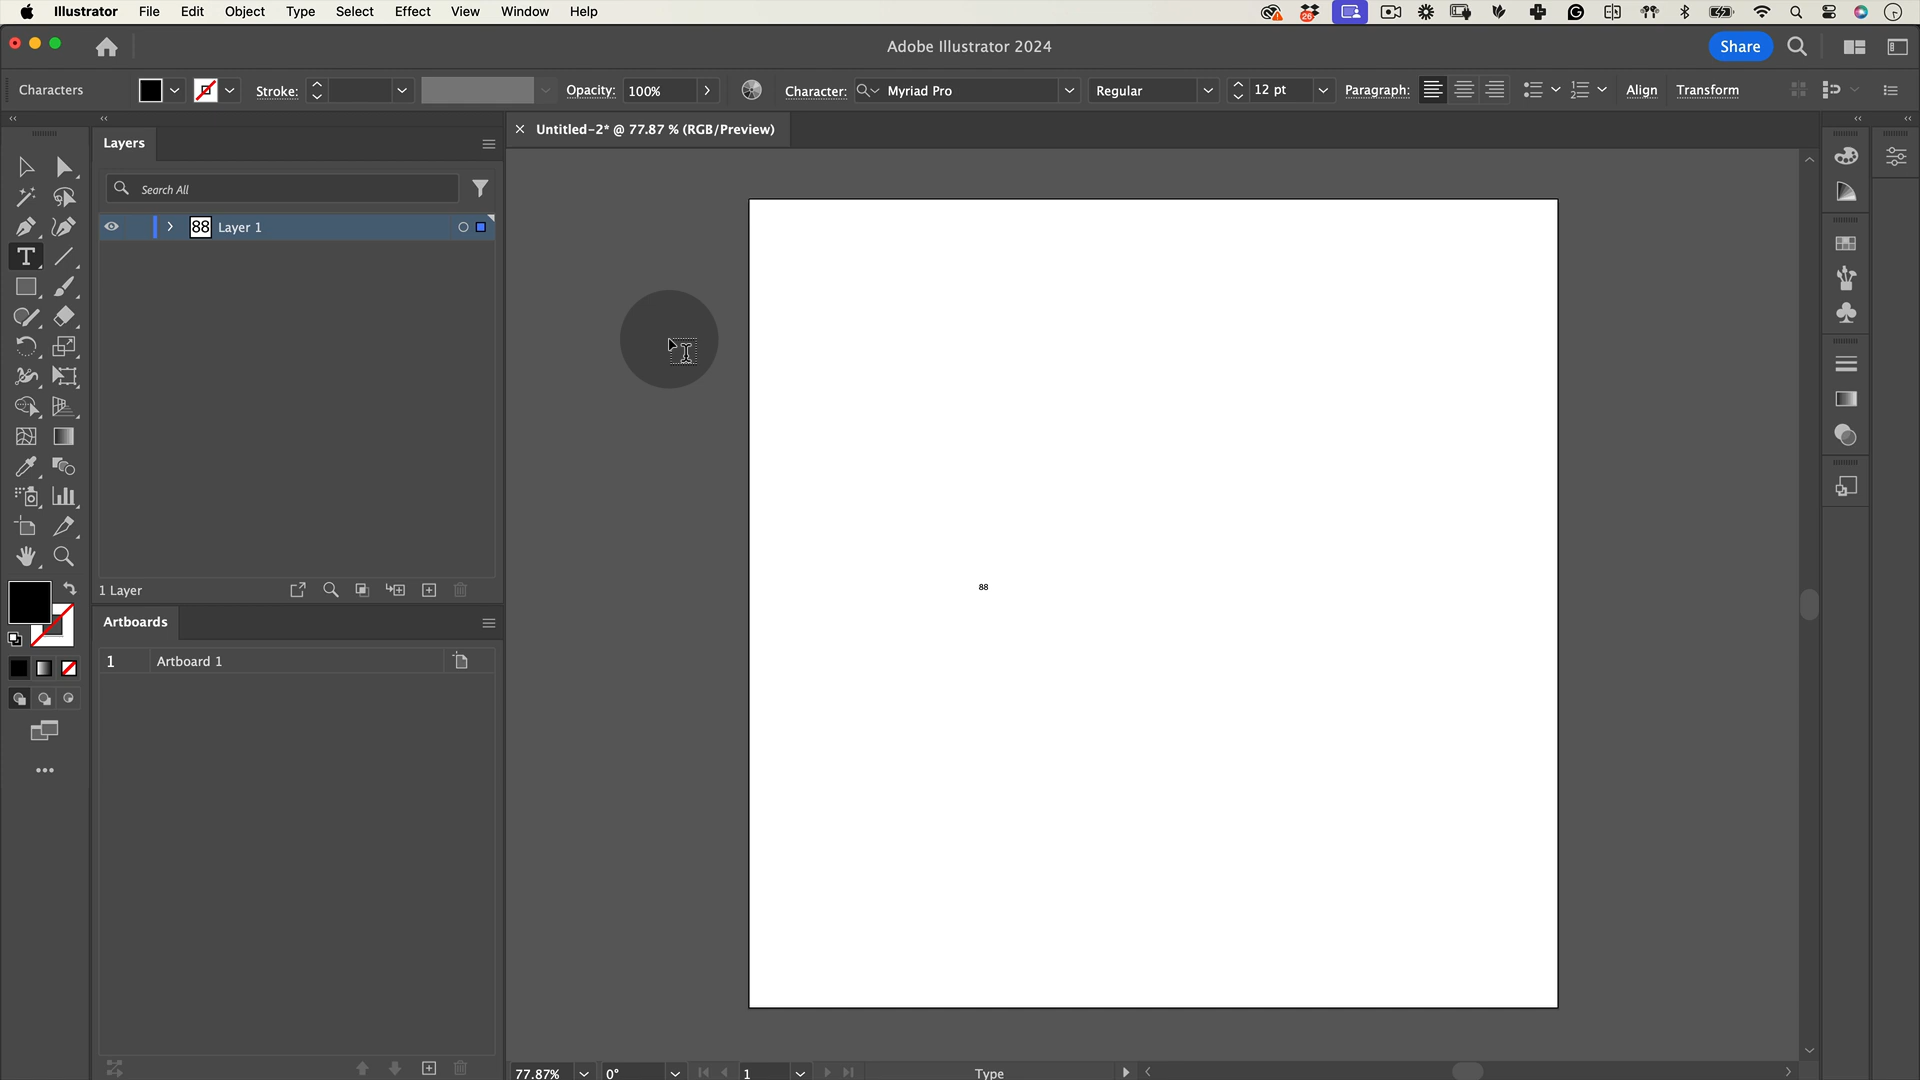 Illustrator File Edit Object Type Select Effect View Window Help
26
Adobe Illustrator 2024
Share
Characters Stroke: Opacity: 100% Character: Myriad Pro Regular 12 pt Paragraph: Align Transform
Layers
Untitled-2* @ 77.87 % (RGB/Preview)
Search All
88 Layer 1
88
1 Layer
Artboards
1 Artboard 1
77.87% 0° 1 Type